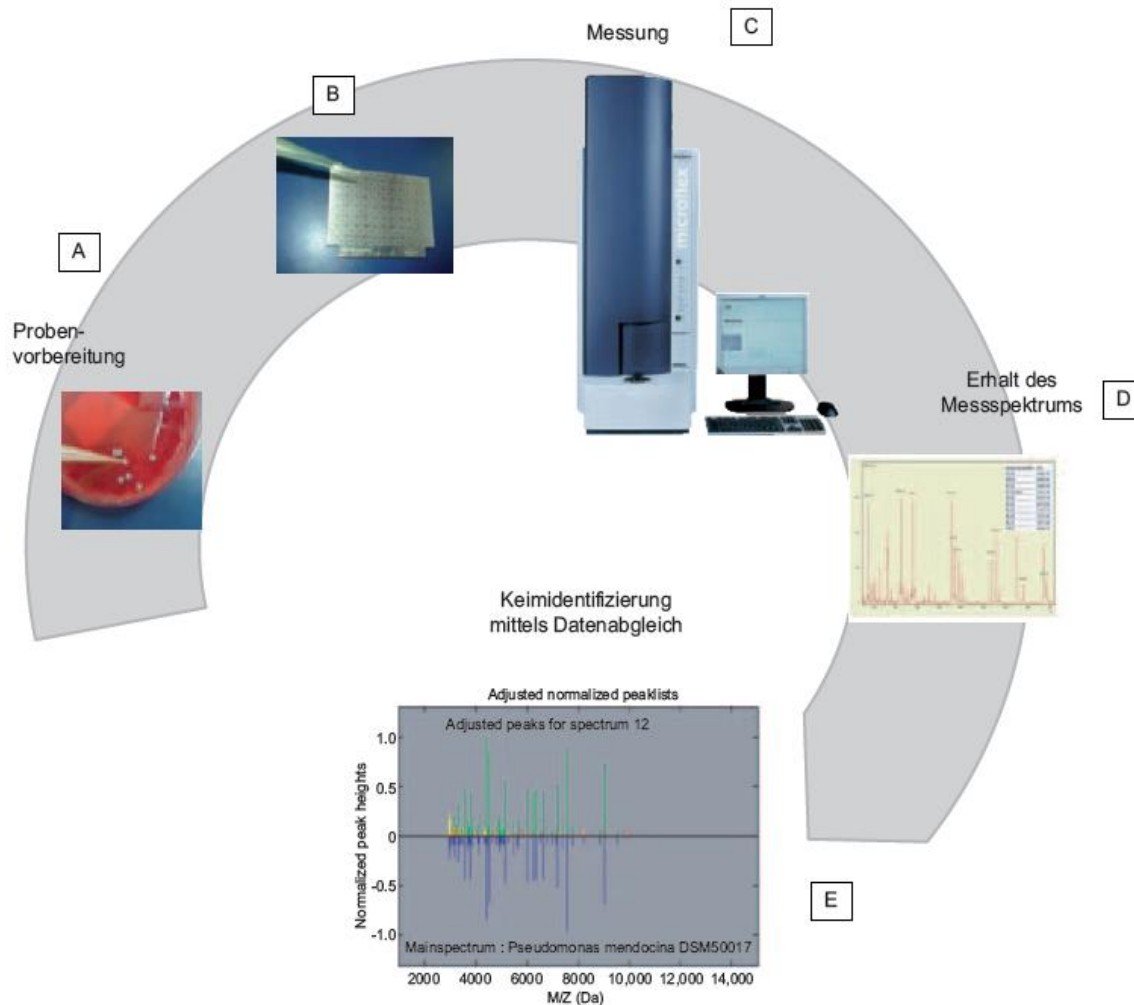 C
Messung
B
A
Proben-
vorbereitung
microflex
Erhalt des
Messspektrums
D
Keimidentifizierung
mittels Datenabgleich
Adjusted normalized peaklists
Adjusted peaks for spectrum 12
Normalized peak heights
1.0
0.5
0
-0.5
-1.0
Mainspectrum : Pseudomonas mendocina DSM50017
2000 4000 6000 8000 10,000 12,000 14,000
M/Z (Da)
E